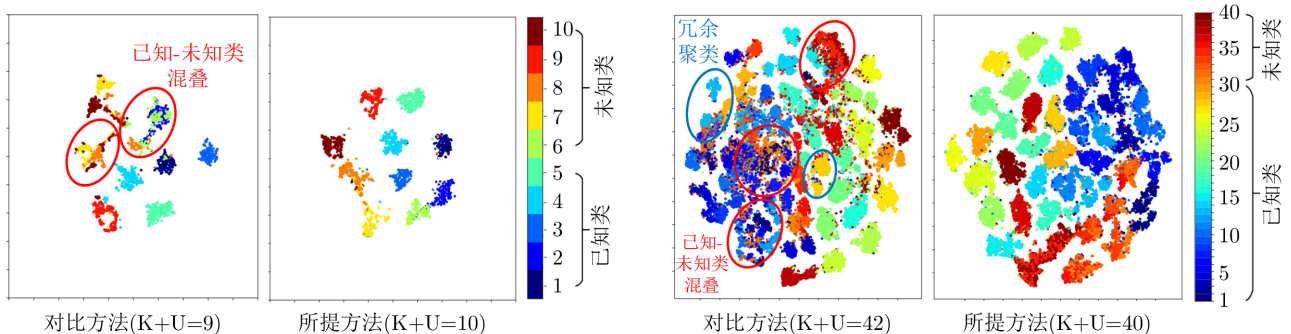 已知-未知类
混叠
对比方法(K+U=9)
所提方法(K+U=10)
10
9
8
7
6
5
4
3
2
1
未知类
已知类
冗余
聚类
已知-
未知类
混叠
对比方法(K+U=42)
所提方法(K+U=40)
40
35
30
25
20
15
10
5
1
未知类
已知类